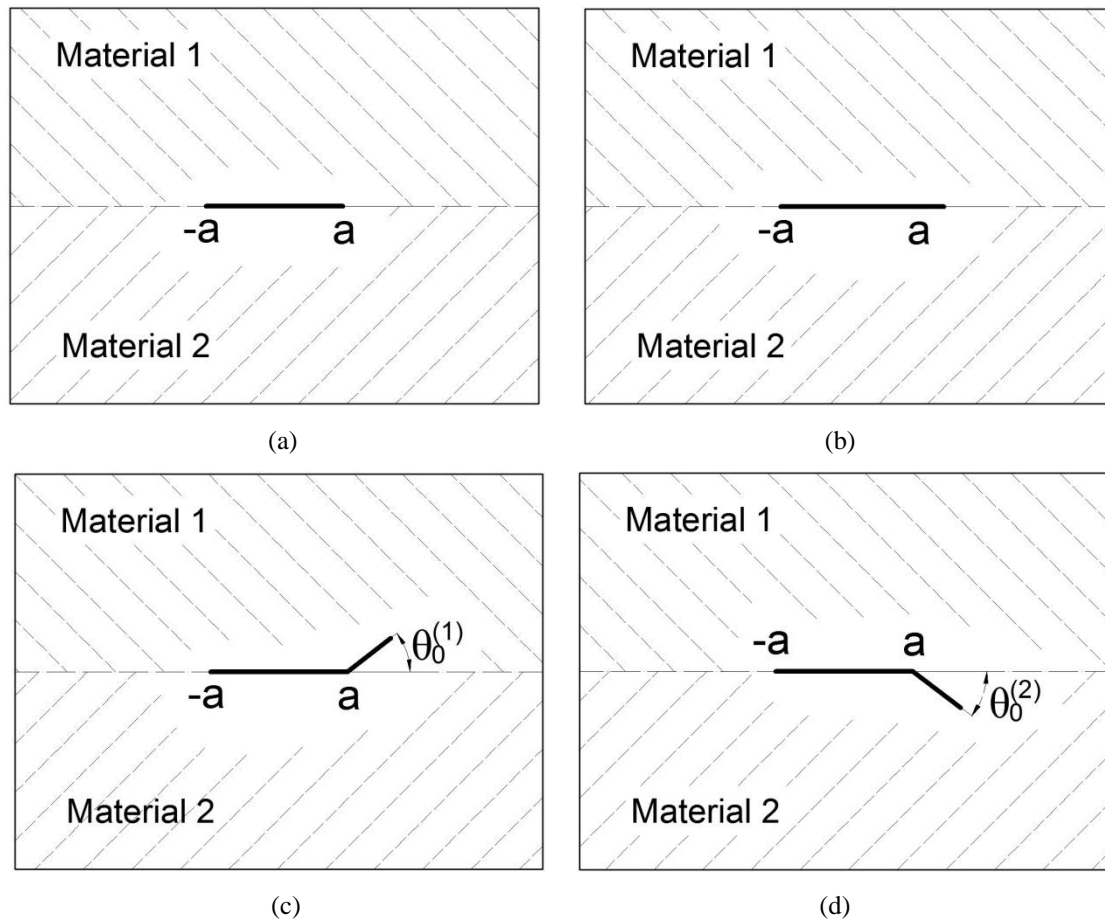 Material 1
-a a
Material 2
(a)
Material 1
-a a
Material 2
(b)
Material 1
θ₀⁽¹⁾
-a a
Material 2
(c)
Material 1
-a a
θ₀⁽²⁾
Material 2
(d)